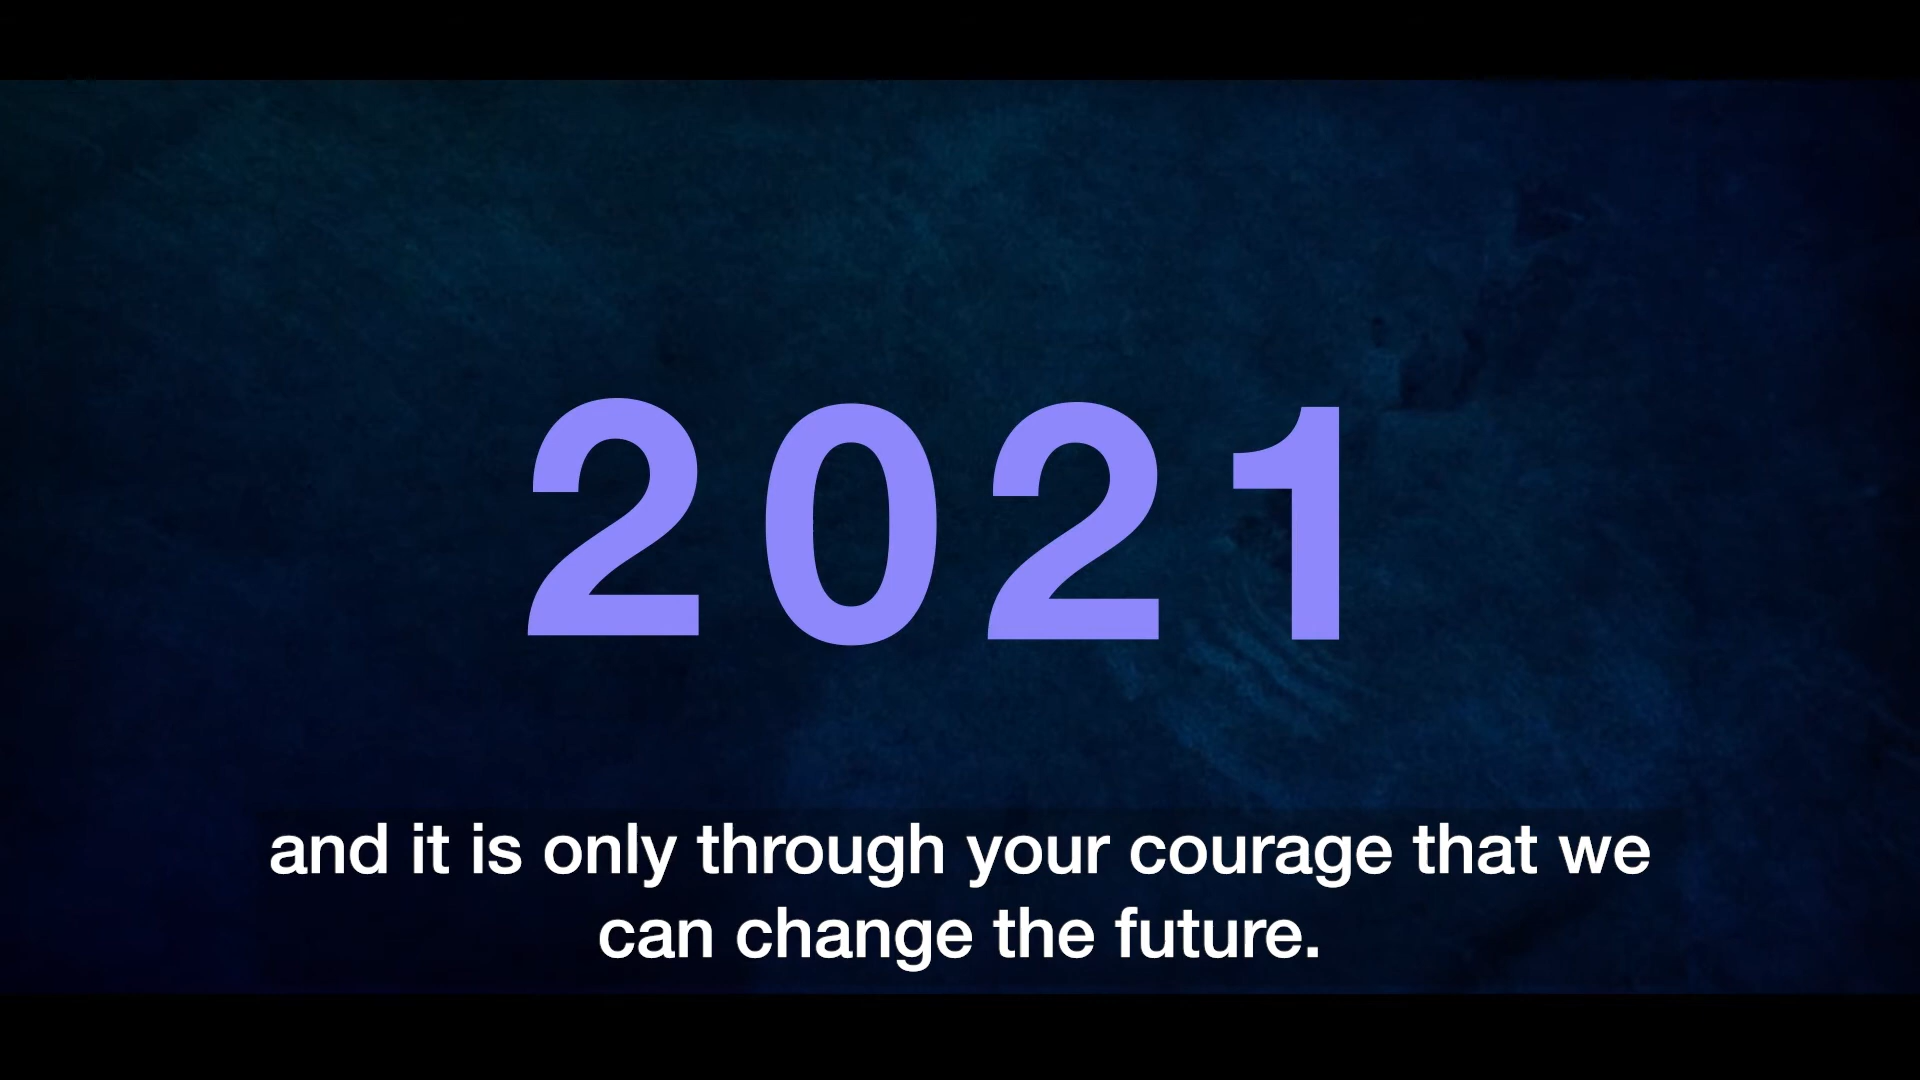 2021
and it is only through your courage that we
can change the future.